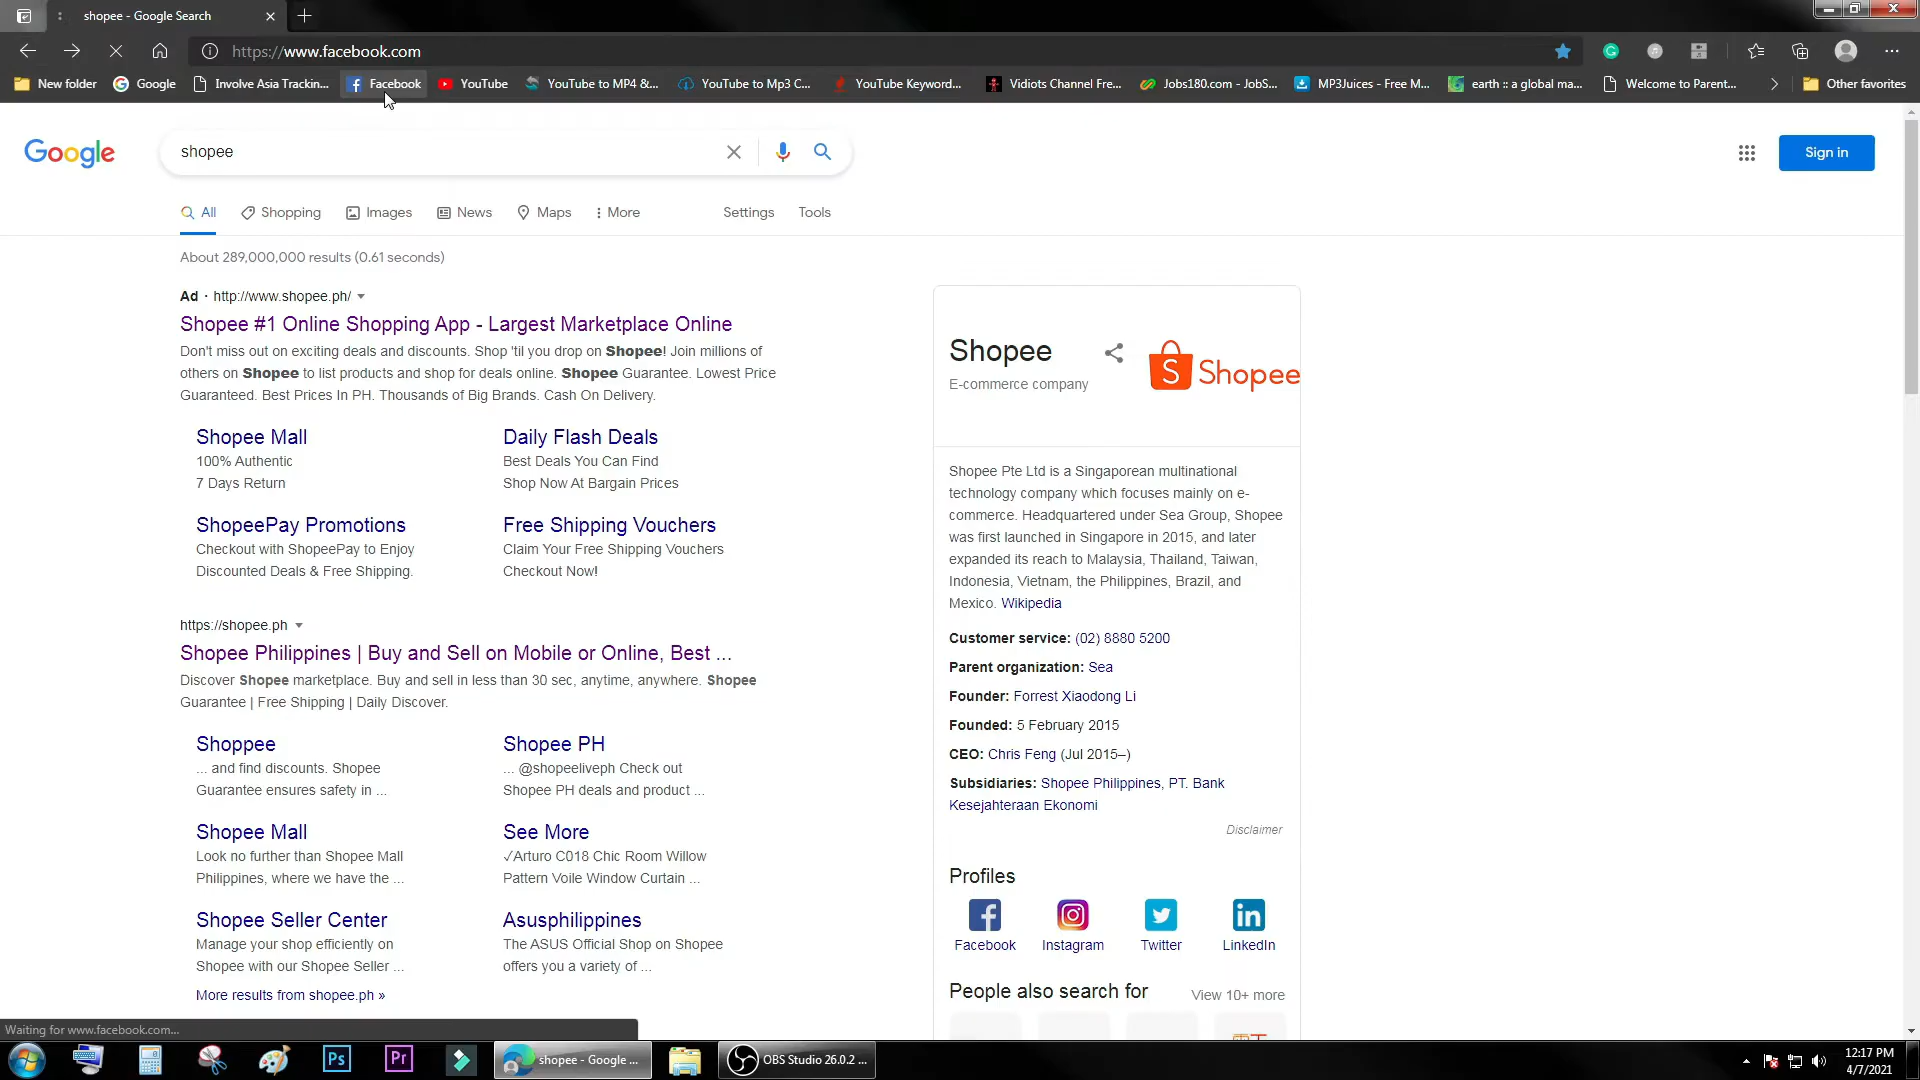 shopee - Google Search
https://www.facebook.com
New folder
Google
Involve Asia Trackin...
Facebook
YouTube
YouTube to MP4 &...
YouTube to Mp3 C...
YouTube Keyword...
Vidiots Channel Fre...
Jobs180.com - JobS...
MP3Juices - Free M...
earth :: a global ma...
Welcome to Parent...
Other favorites
Google
shopee
Sign in
All
Shopping
Images
News
Maps
More
Settings
Tools
About 289,000,000 results (0.61 seconds)
Ad · http://www.shopee.ph/
Shopee #1 Online Shopping App - Largest Marketplace Online
Don't miss out on exciting deals and discounts. Shop 'til you drop on Shopee! Join millions of
others on Shopee to list products and shop for deals online. Shopee Guarantee. Lowest Price
Guaranteed. Best Prices In PH. Thousands of Big Brands. Cash On Delivery.
Shopee Mall
100% Authentic
7 Days Return
Daily Flash Deals
Best Deals You Can Find
Shop Now At Bargain Prices
ShopeePay Promotions
Checkout with ShopeePay to Enjoy
Discounted Deals & Free Shipping.
Free Shipping Vouchers
Claim Your Free Shipping Vouchers
Checkout Now!
https://shopee.ph
Shopee Philippines | Buy and Sell on Mobile or Online, Best ...
Discover Shopee marketplace. Buy and sell in less than 30 sec, anytime, anywhere. Shopee
Guarantee | Free Shipping | Daily Discover.
Shoppee
... and find discounts. Shopee
Guarantee ensures safety in ...
Shopee PH
... @shopeeliveph Check out
Shopee PH deals and product ...
Shopee Mall
Look no further than Shopee Mall
Philippines, where we have the ...
See More
✓Arturo C018 Chic Room Willow
Pattern Voile Window Curtain ...
Shopee Seller Center
Manage your shop efficiently on
Shopee with our Shopee Seller ...
Asusphilippines
The ASUS Official Shop on Shopee
offers you a variety of ...
More results from shopee.ph »
Shopee
E-commerce company
S Shopee
Shopee Pte Ltd is a Singaporean multinational
technology company which focuses mainly on e-
commerce. Headquartered under Sea Group, Shopee
was first launched in Singapore in 2015, and later
expanded its reach to Malaysia, Thailand, Taiwan,
Indonesia, Vietnam, the Philippines, Brazil, and
Mexico. Wikipedia
Customer service: (02) 8880 5200
Parent organization: Sea
Founder: Forrest Xiaodong Li
Founded: 5 February 2015
CEO: Chris Feng (Jul 2015–)
Subsidiaries: Shopee Philippines, PT. Bank
Kesejahteraan Ekonomi
Disclaimer
Profiles
Facebook
Instagram
Twitter
LinkedIn
People also search for
View 10+ more
Waiting for www.facebook.com...
Ps
Pr
shopee - Google ...
OBS Studio 26.0.2 ...
12:17 PM
4/7/2021